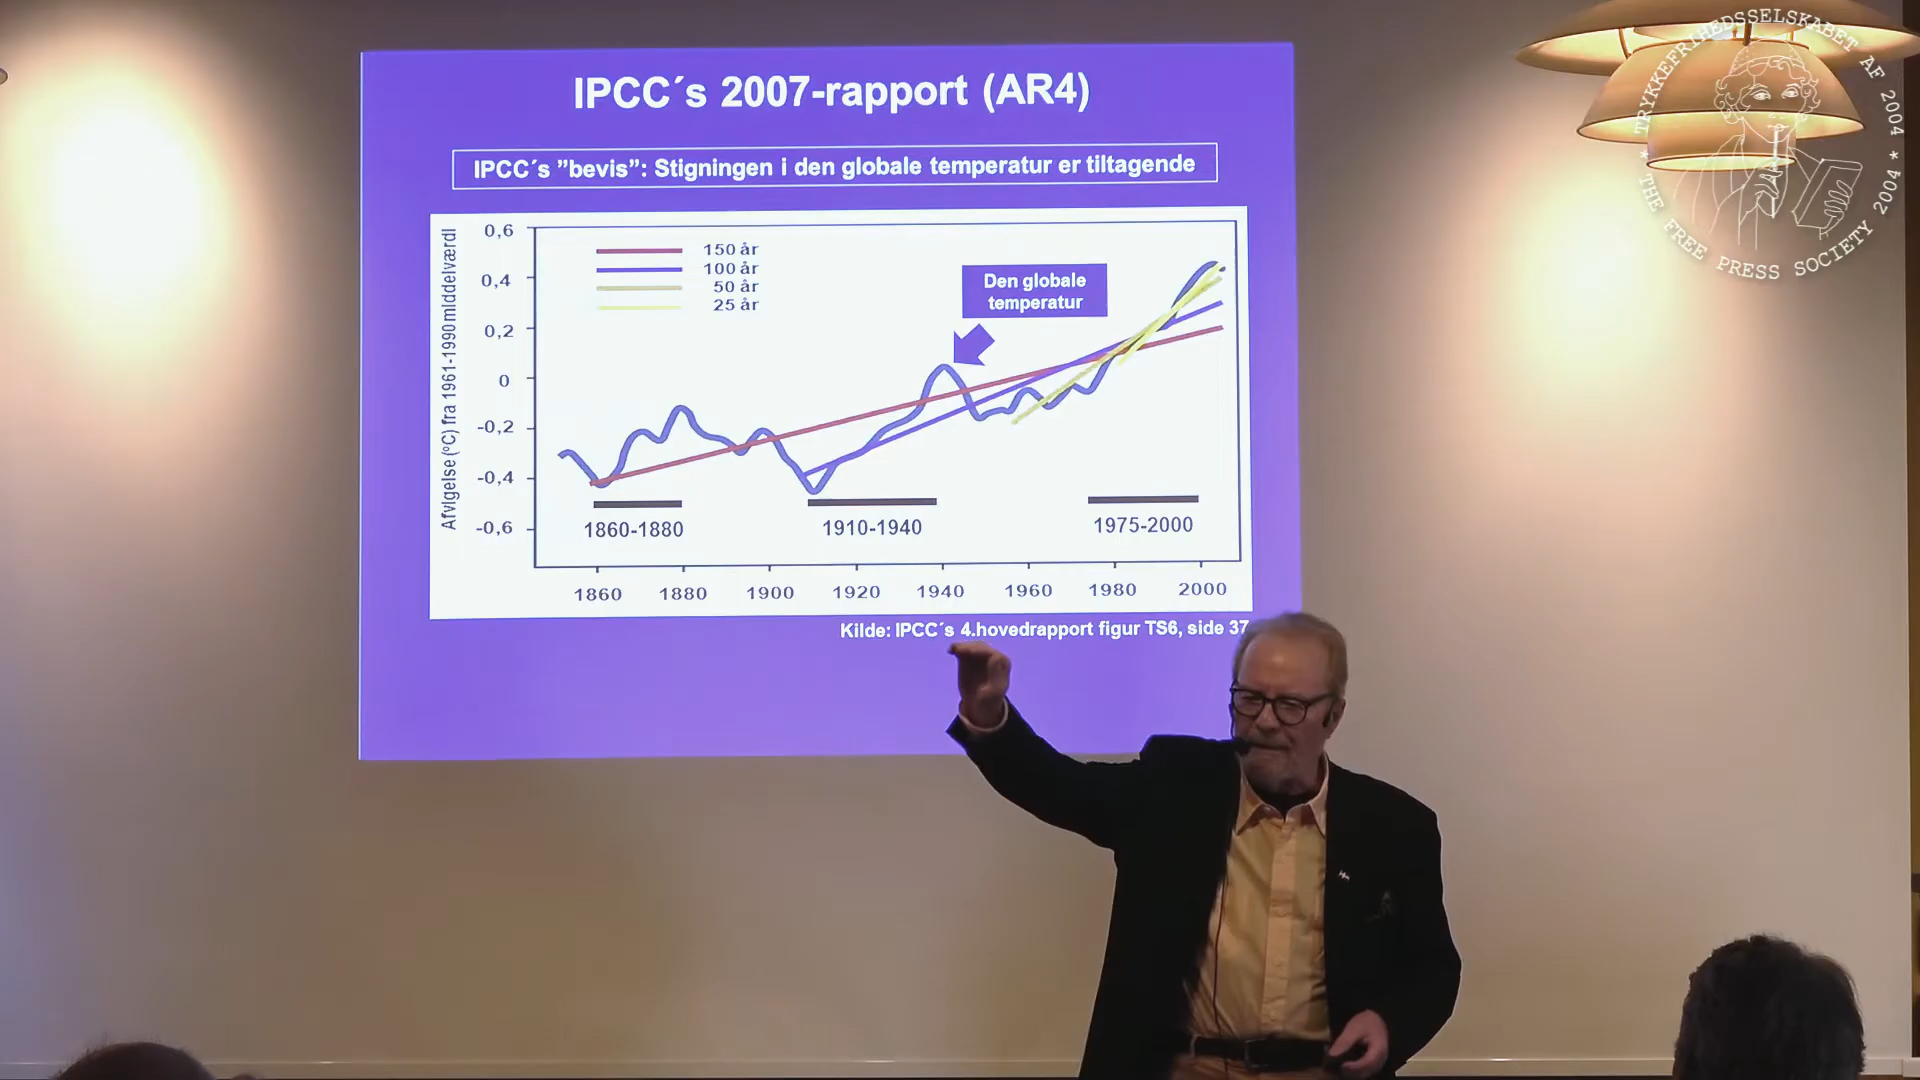 IPCC´s 2007-rapport (AR4)
IPCC´s ”bevis”: Stigningen i den globale temperatur er tiltagende
Afvigelse (ºC) fra 1961-1990 middelværdi
0,6
0,4
0,2
0
-0,2
-0,4
-0,6
150 år
100 år
50 år
25 år
Den globale
temperatur
1860-1880
1910-1940
1975-2000
1860
1880
1900
1920
1940
1960
1980
2000
Kilde: IPCC´s 4.hovedrapport figur TS6, side 37
* TRYKKEFRIHEDSSELSKABET AF 2004 *
THE FREE PRESS SOCIETY 2004